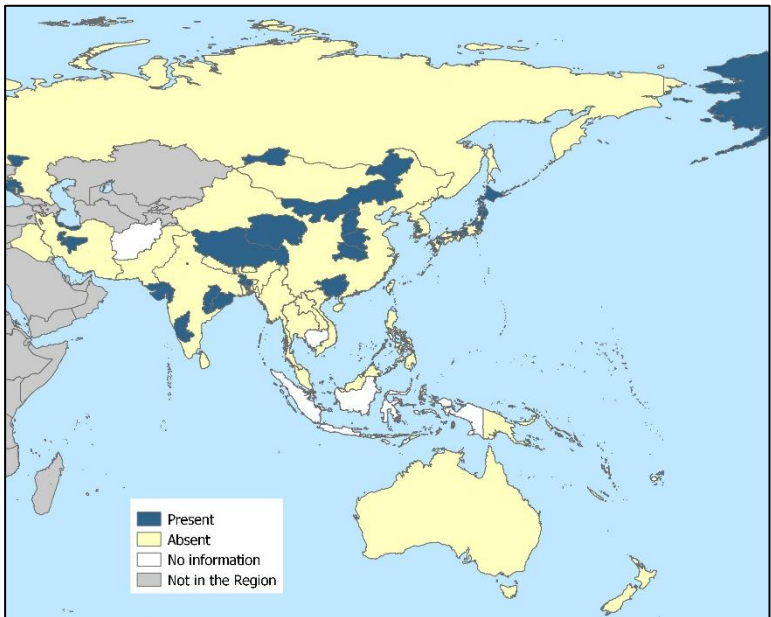 Present
Absent
No information
Not in the Region